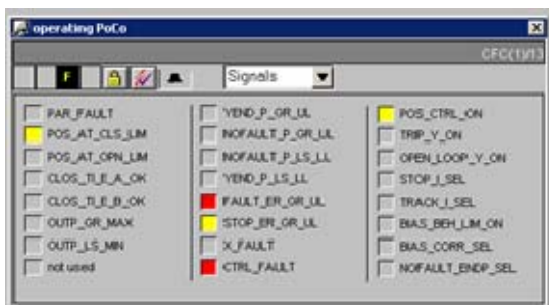 operating PoCo
CFC(1)/13
F
Signals
PAR_FAULT
POS_AT_CLS_LIM
POS_AT_OPN_LIM
CLOS_TI_E_A_OK
CLOS_TI_E_B_OK
OUTP_GR_MAX
OUTP_LS_MIN
not used
YEND_P_GR_UL
NOFAULT_P_GR_UL
NOFAULT_P_LS_LL
YEND_P_LS_LL
FAULT_ER_GR_UL
STOP_ER_GR_UL
X_FAULT
CTRL_FAULT
POS_CTRL_ON
TRIP_Y_ON
OPEN_LOOP_Y_ON
STOP_I_SEL
TRACK_I_SEL
BIAS_BEH_LIM_ON
BIAS_CORR_SEL
NOFAULT_ENDP_SEL